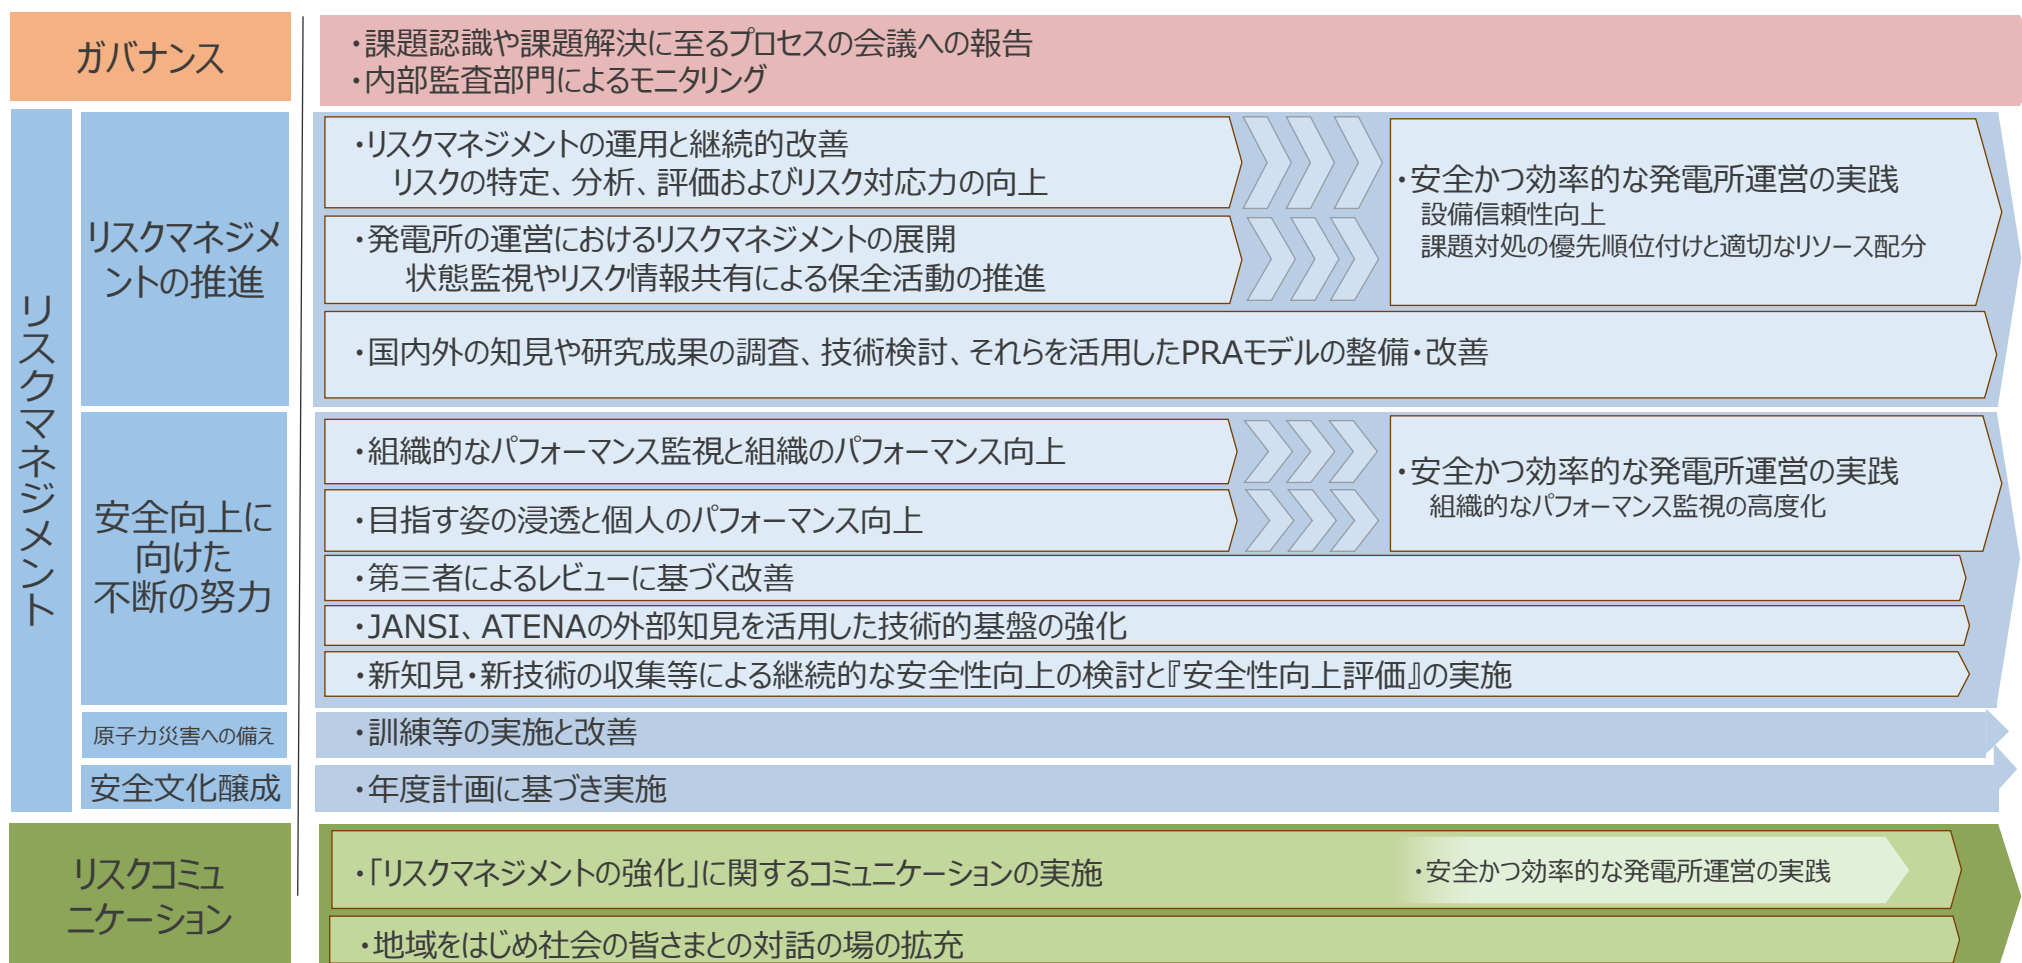 ガバナンス
・課題認識や課題解決に至るプロセスの会議への報告
・内部監査部門によるモニタリング
リスクマネジメント
リスクマネジメ
ントの推進
・リスクマネジメントの運用と継続的改善
リスクの特定、分析、評価およびリスク対応力の向上
・発電所の運営におけるリスクマネジメントの展開
状態監視やリスク情報共有による保全活動の推進
・安全かつ効率的な発電所運営の実践
設備信頼性向上
課題対処の優先順位付けと適切なリソース配分
・国内外の知見や研究成果の調査、技術検討、それらを活用したPRAモデルの整備・改善
安全向上に
向けた
不断の努力
・組織的なパフォーマンス監視と組織のパフォーマンス向上
・目指す姿の浸透と個人のパフォーマンス向上
・安全かつ効率的な発電所運営の実践
組織的なパフォーマンス監視の高度化
・第三者によるレビューに基づく改善
・JANSI、ATENAの外部知見を活用した技術的基盤の強化
・新知見・新技術の収集等による継続的な安全性向上の検討と『安全性向上評価』の実施
原子力災害への備え
・訓練等の実施と改善
安全文化醸成
・年度計画に基づき実施
リスクコミュ
ニケーション
・「リスクマネジメントの強化」に関するコミュニケーションの実施
・安全かつ効率的な発電所運営の実践
・地域をはじめ社会の皆さまとの対話の場の拡充